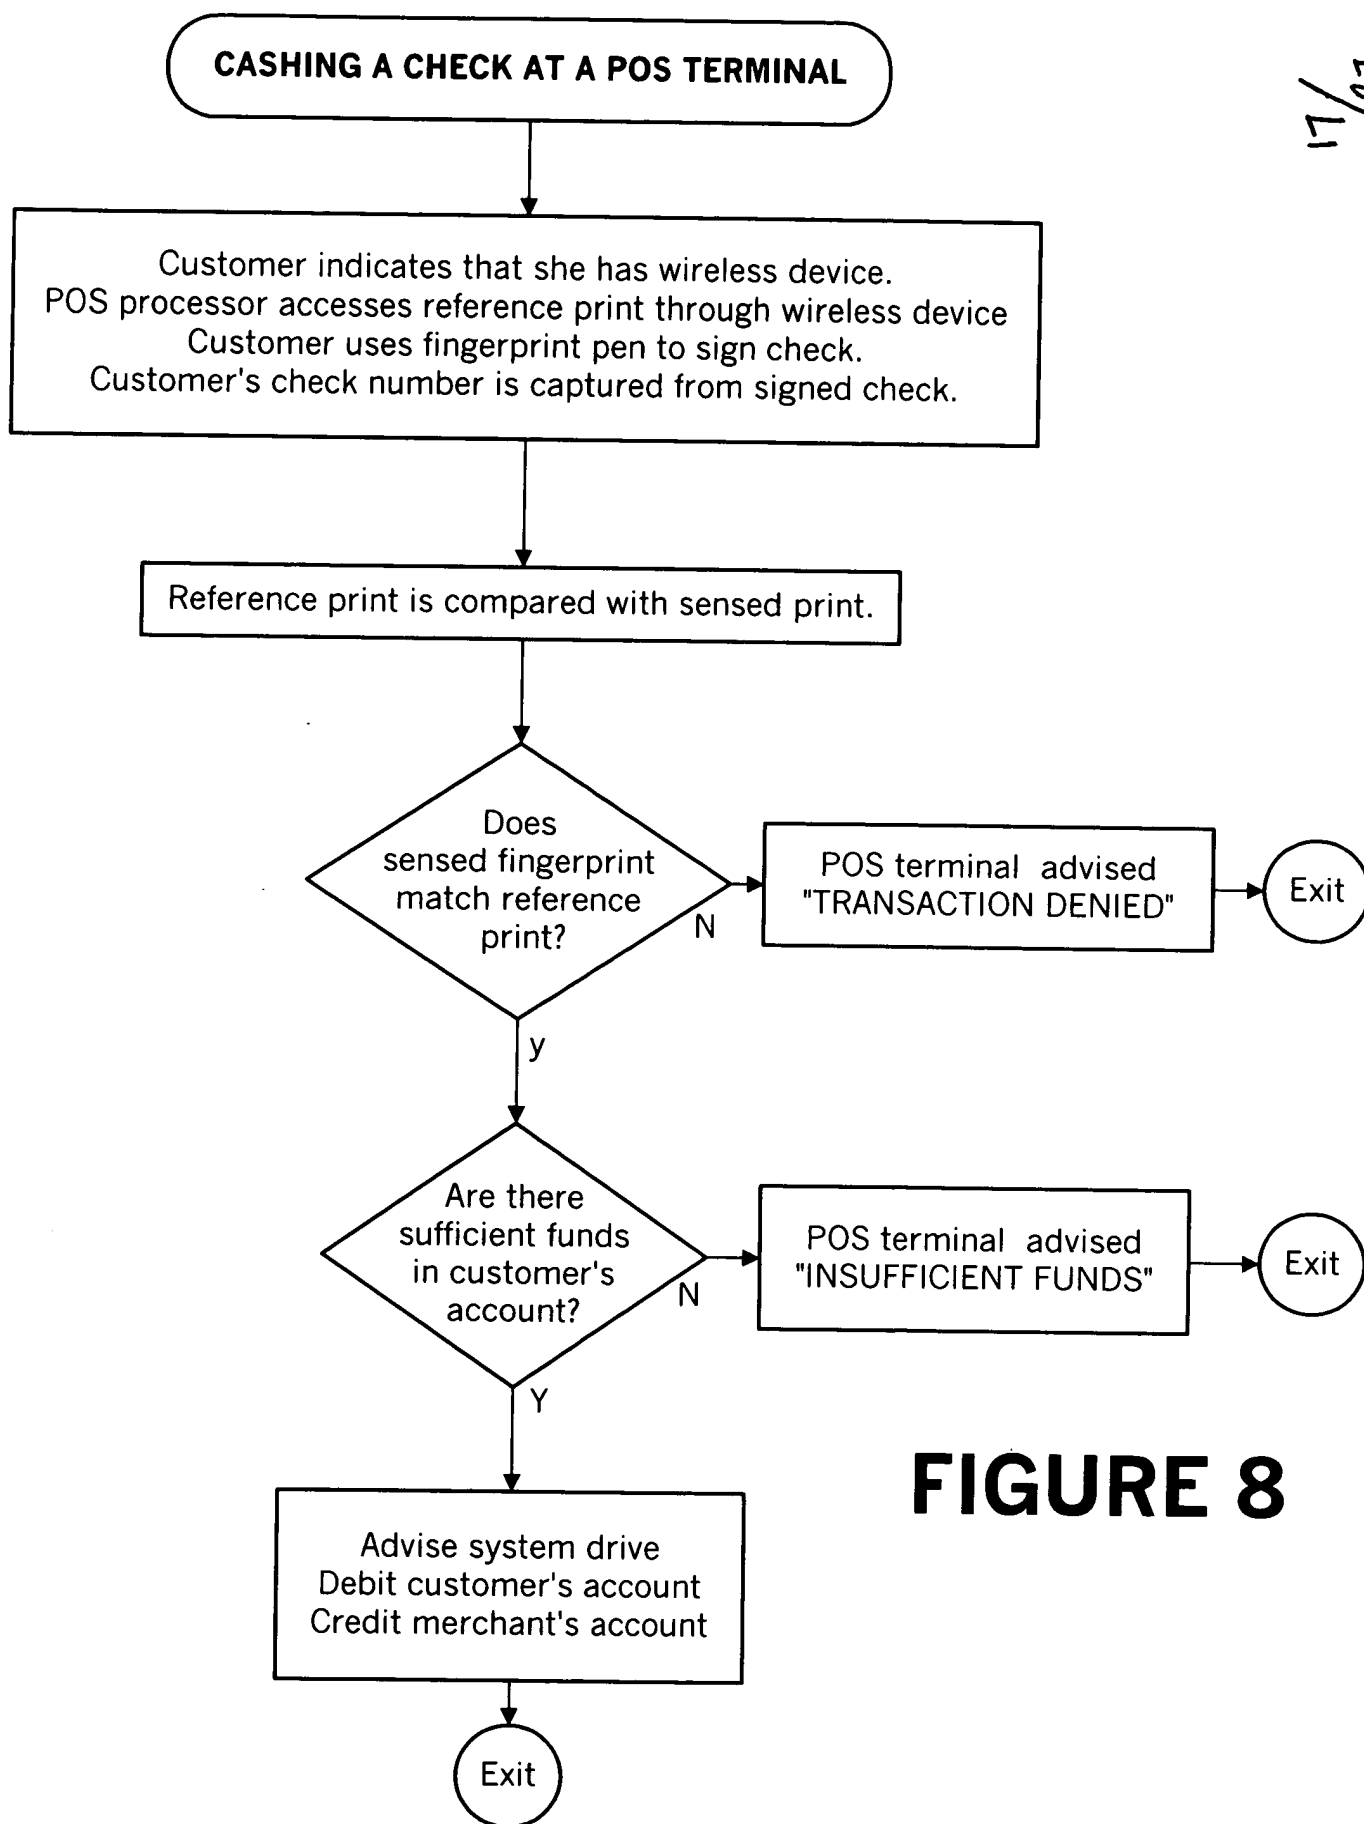 CASHING A CHECK AT A POS TERMINAL
Customer indicates that she has wireless device.
POS processor accesses reference print through wireless device
Customer uses fingerprint pen to sign check.
Customer's check number is captured from signed check.
Reference print is compared with sensed print.
Does
sensed fingerprint
match reference
print?
N
POS terminal advised
"TRANSACTION DENIED"
Exit
y
Are there
sufficient funds
in customer's
account?
N
POS terminal advised
"INSUFFICIENT FUNDS"
Exit
Y
Advise system drive
Debit customer's account
Credit merchant's account
Exit
FIGURE 8